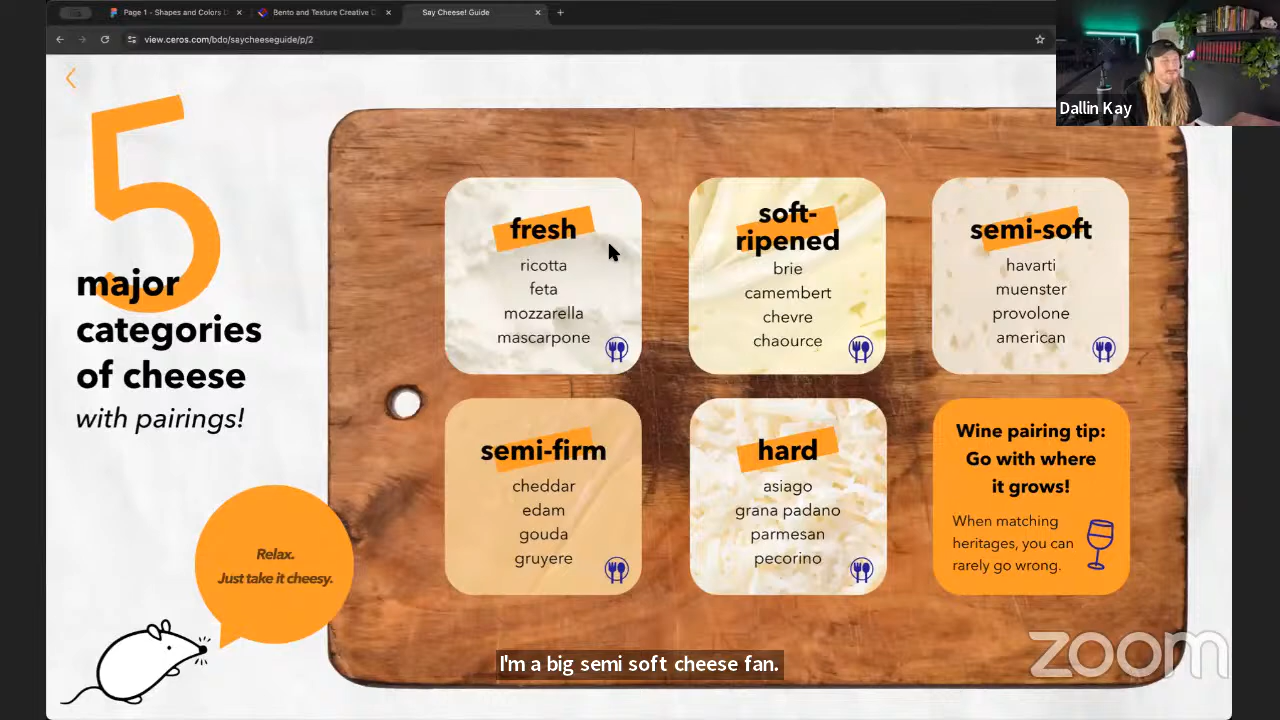 Page 1 - Shapes and Colors
Bento and Texture Creative
Say Cheese! Guide
view.ceros.com/bdo/saycheeseguide/p/2
Dallin Kay
5
major
categories
of cheese
with pairings!
fresh
ricotta
feta
mozzarella
mascarpone
soft-
ripened
brie
camembert
chevre
chaource
semi-soft
havarti
muenster
provolone
american
semi-firm
cheddar
edam
gouda
gruyere
hard
asiago
grana padano
parmesan
pecorino
Wine pairing tip:
Go with where
it grows!
When matching
heritages, you can
rarely go wrong.
Relax.
Just take it cheesy.
I'm a big semi soft cheese fan.
zoom